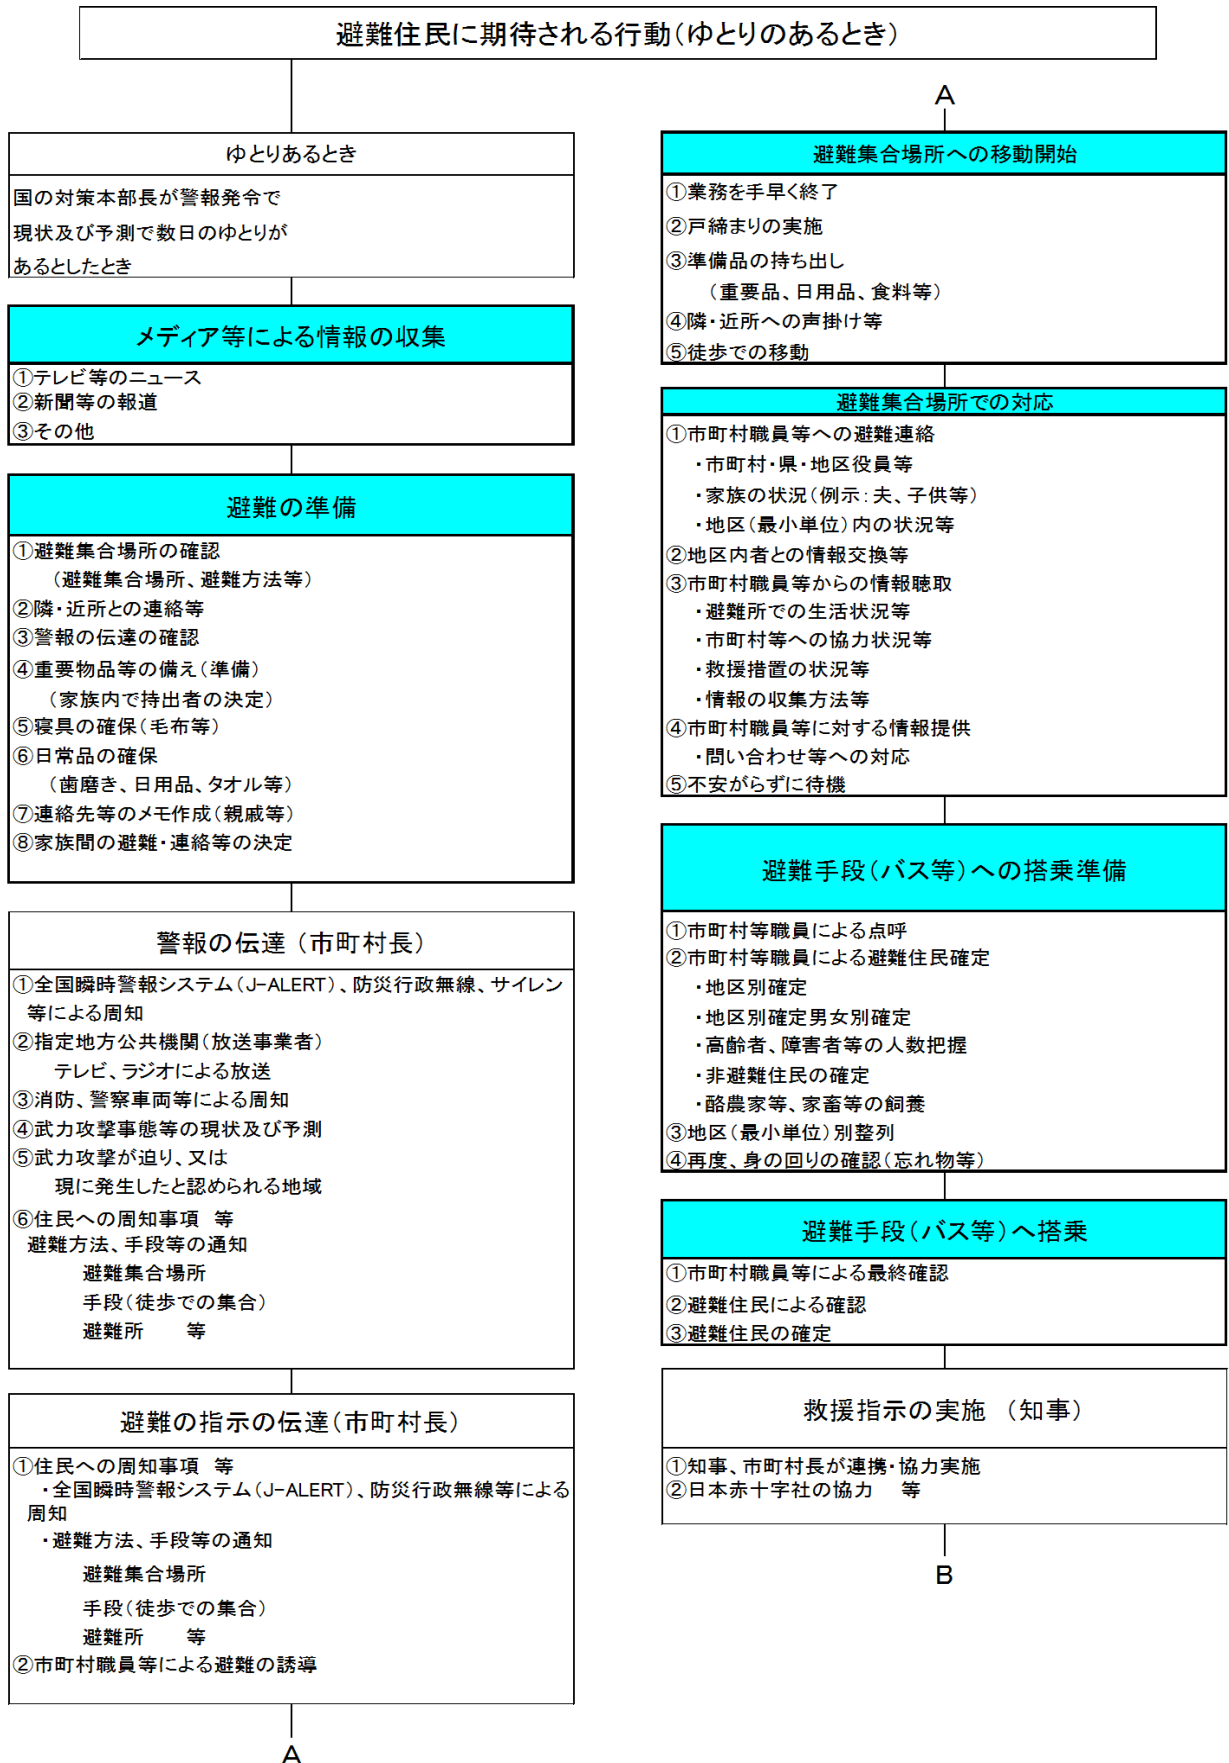 避難住民に期待される行動(ゆとりのあるとき)
ゆとりあるとき
国の対策本部長が警報発令で
現状及び予測で数日のゆとりが
あるとしたとき
メディア等による情報の収集
①テレビ等のニュース
②新聞等の報道
③その他
避難の準備
①避難集合場所の確認
(避難集合場所、避難方法等)
②隣・近所との連絡等
③警報の伝達の確認
④重要物品等の備え(準備)
(家族内で持出者の決定)
⑤寝具の確保(毛布等)
⑥日常品の確保
(歯磨き、日用品、タオル等)
⑦連絡先等のメモ作成(親戚等)
⑧家族間の避難・連絡等の決定
警報の伝達(市町村長)
①全国瞬時警報システム(J-ALERT)、防災行政無線、サイレン
等による周知
②指定地方公共機関(放送事業者)
テレビ、ラジオによる放送
③消防、警察車両等による周知
④武力攻撃事態等の現状及び予測
⑤武力攻撃が迫り、又は
現に発生したと認められる地域
⑥住民への周知事項 等
避難方法、手段等の通知
避難集合場所
手段(徒歩での集合)
避難所 等
避難の指示の伝達(市町村長)
①住民への周知事項 等
・全国瞬時警報システム(J-ALERT)、防災行政無線等による
周知
・避難方法、手段等の通知
避難集合場所
手段(徒歩での集合)
避難所 等
②市町村職員等による避難の誘導
A
A
避難集合場所への移動開始
①業務を手早く終了
②戸締まりの実施
③準備品の持ち出し
(重要品、日用品、食料等)
④隣・近所への声掛け等
⑤徒歩での移動
避難集合場所での対応
①市町村職員等への避難連絡
・市町村・県・地区役員等
・家族の状況(例示:夫、子供等)
・地区(最小単位)内の状況等
②地区内者との情報交換等
③市町村職員等からの情報聴取
・避難所での生活状況等
・市町村等への協力状況等
・救援措置の状況等
・情報の収集方法等
④市町村職員等に対する情報提供
・問い合わせ等への対応
⑤不安がらずに待機
避難手段(バス等)への搭乗準備
①市町村等職員による点呼
②市町村等職員による避難住民確定
・地区別確定
・地区別確定男女別確定
・高齢者、障害者等の人数把握
・非避難住民の確定
・酪農家等、家畜等の飼養
③地区(最小単位)別整列
④再度、身の回りの確認(忘れ物等)
避難手段(バス等)へ搭乗
①市町村職員等による最終確認
②避難住民による確認
③避難住民の確定
救援指示の実施 (知事)
①知事、市町村長が連携・協力実施
②日本赤十字社の協力 等
B